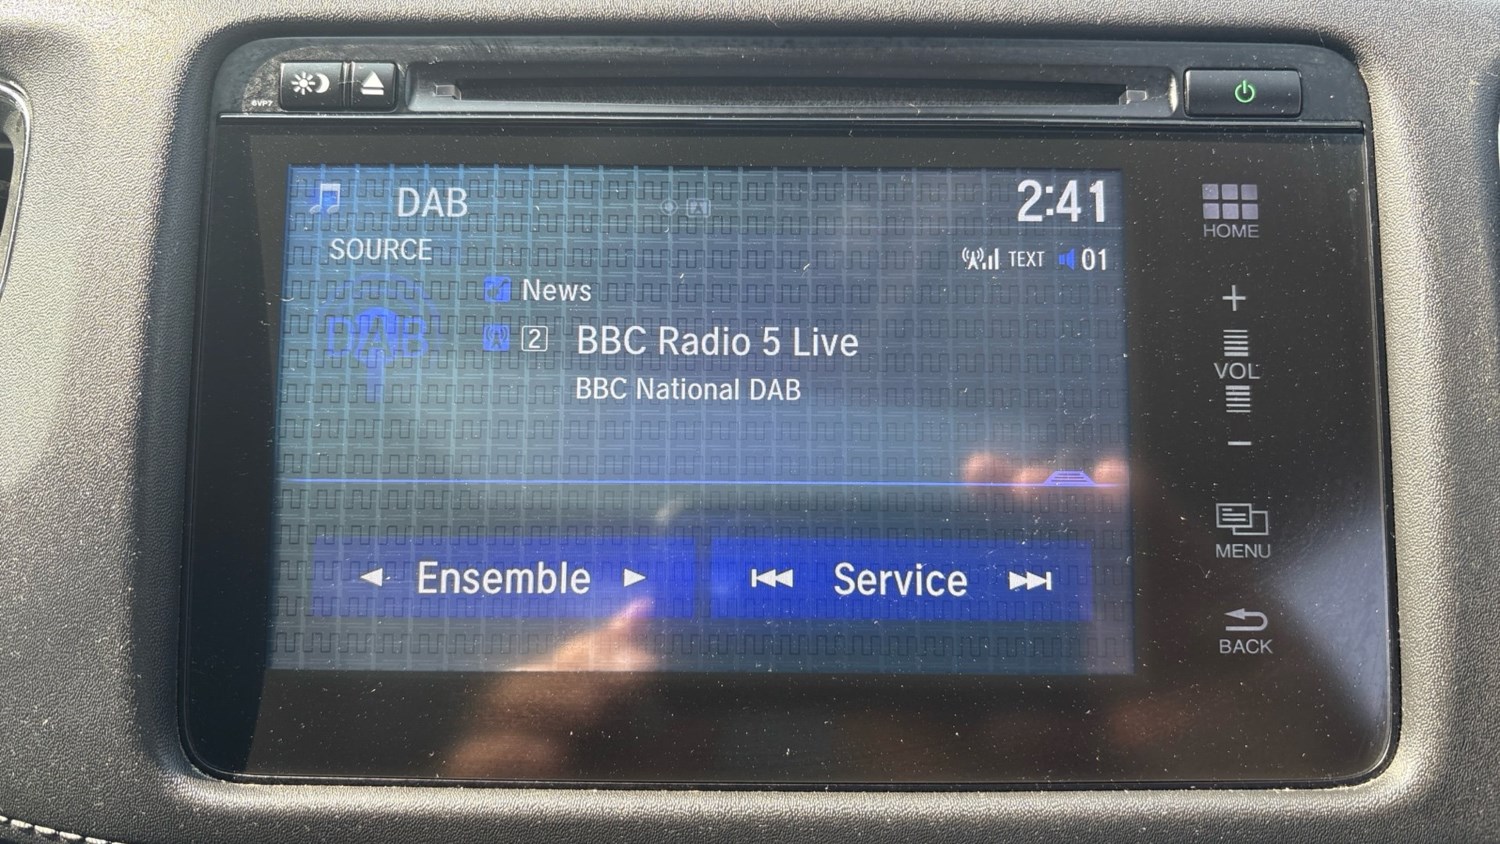 6VP7
DAB
2:41
SOURCE
TEXT 01
News
DAB
2 BBC Radio 5 Live
BBC National DAB
Ensemble
Service
HOME
VOL
MENU
BACK